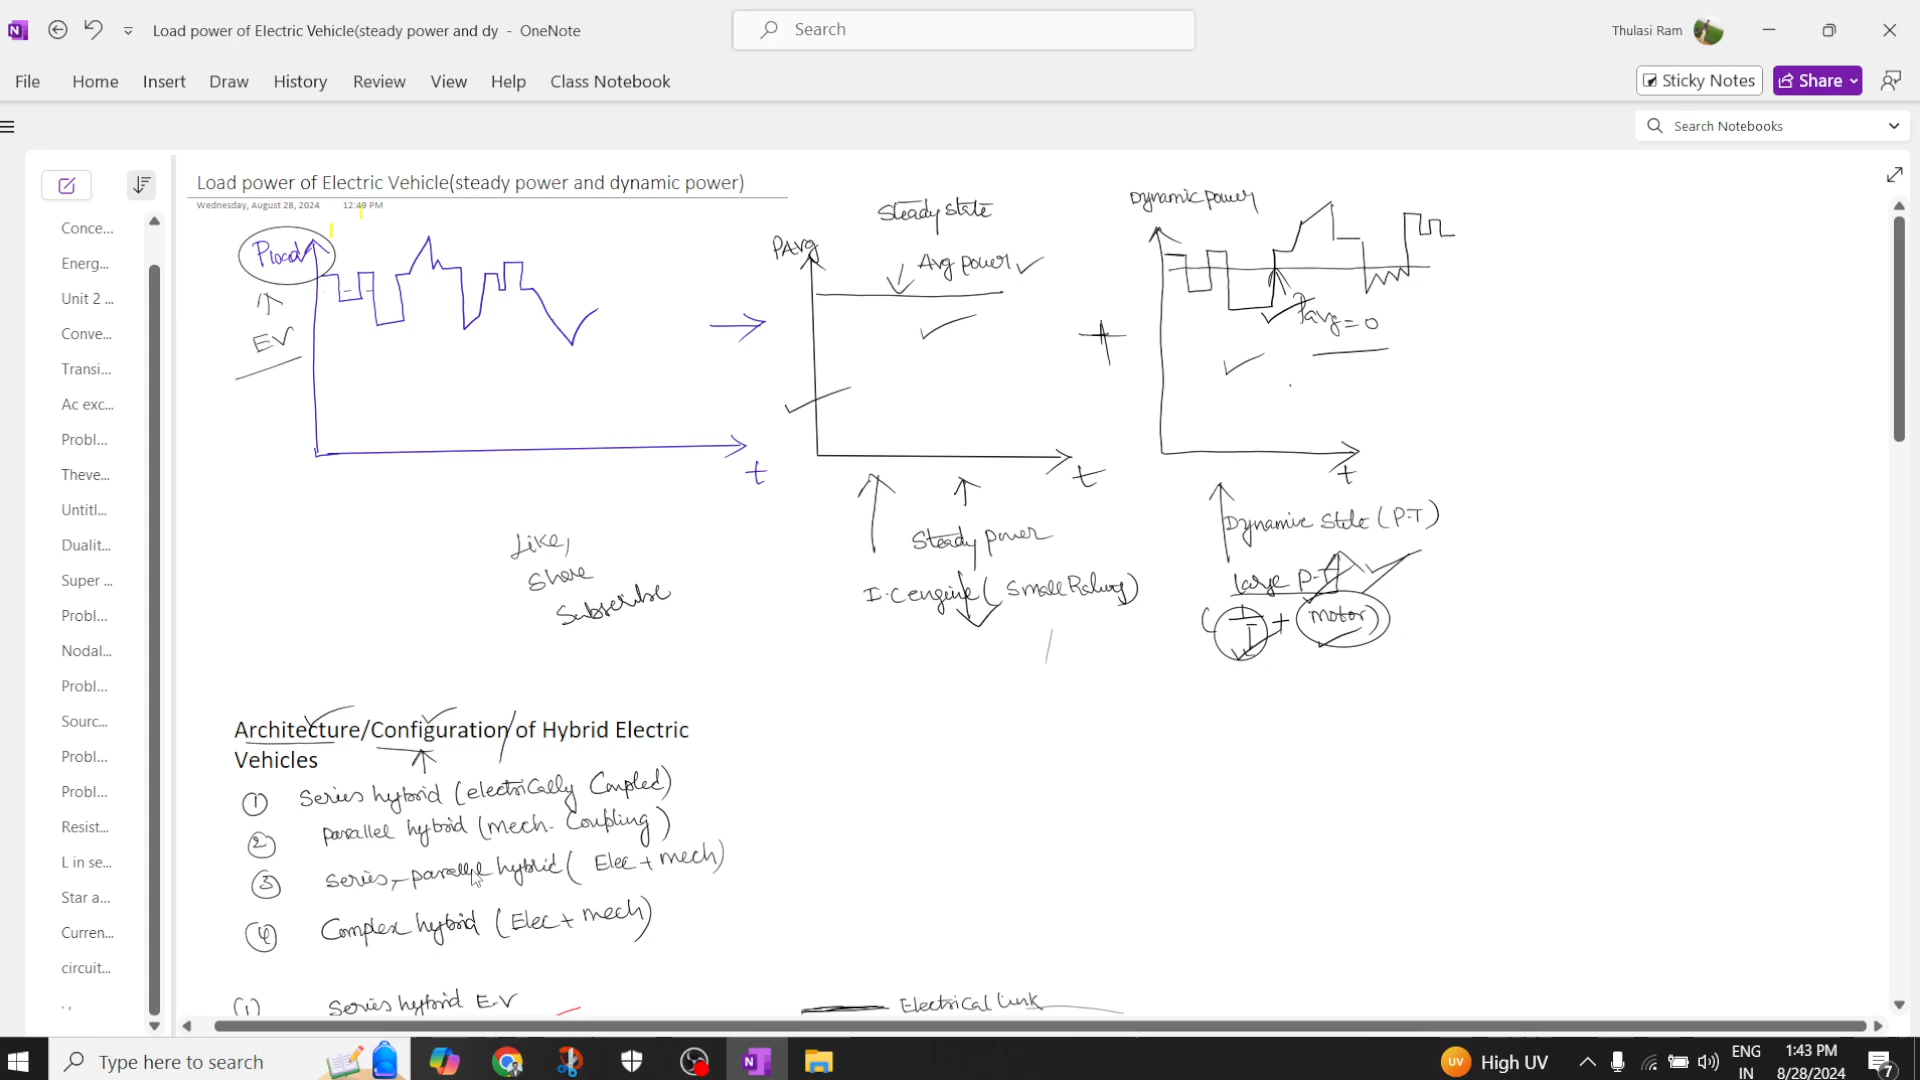 Load power of Electric Vehicle(steady power and dy - OneNote
Search
Thulasi Ram
File Home Insert Draw History Review View Help Class Notebook
Sticky Notes
Share
Search Notebooks
Conce...
Energ...
Unit 2 ...
Conve...
Transi...
Ac exc...
Probl...
Theve...
Untitl...
Dualit...
Super ...
Probl...
Nodal...
Probl...
Sourc...
Probl...
Probl...
Resist...
L in se...
Star a...
Curren...
circuit...
Load power of Electric Vehicle(steady power and dynamic power)
Wednesday, August 28, 2024 12:49 PM
Pload
EV
t
Steady state
PAvg
Avg power
t
Steady power
I.C engine (
+
Dynamic power
Pavg = 0
t
Dynamic State (P-T)
large P-T
+ motor)
Like,
Share
Subscribe
Architecture/Configuration of Hybrid Electric
Vehicles
① Series hybrid (electrically Coupled)
② parallel hybrid (mech. Coupling)
③ Series-parallel hybrid (Elec + mech)
④ Complex hybrid (Elec + mech)
(1) Series hybrid E-V
Electrical link
Type here to search
UV
High UV
ENG
IN
1:43 PM
8/28/2024
7